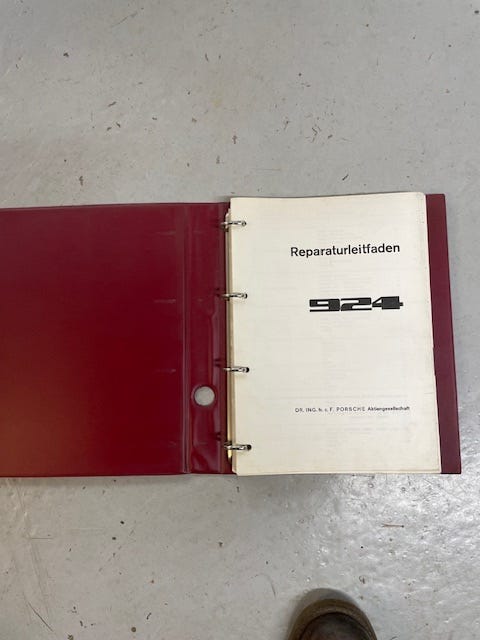 Reparaturleitfaden
924
DR. ING. h. c. F. PORSCHE Aktiengesellschaft